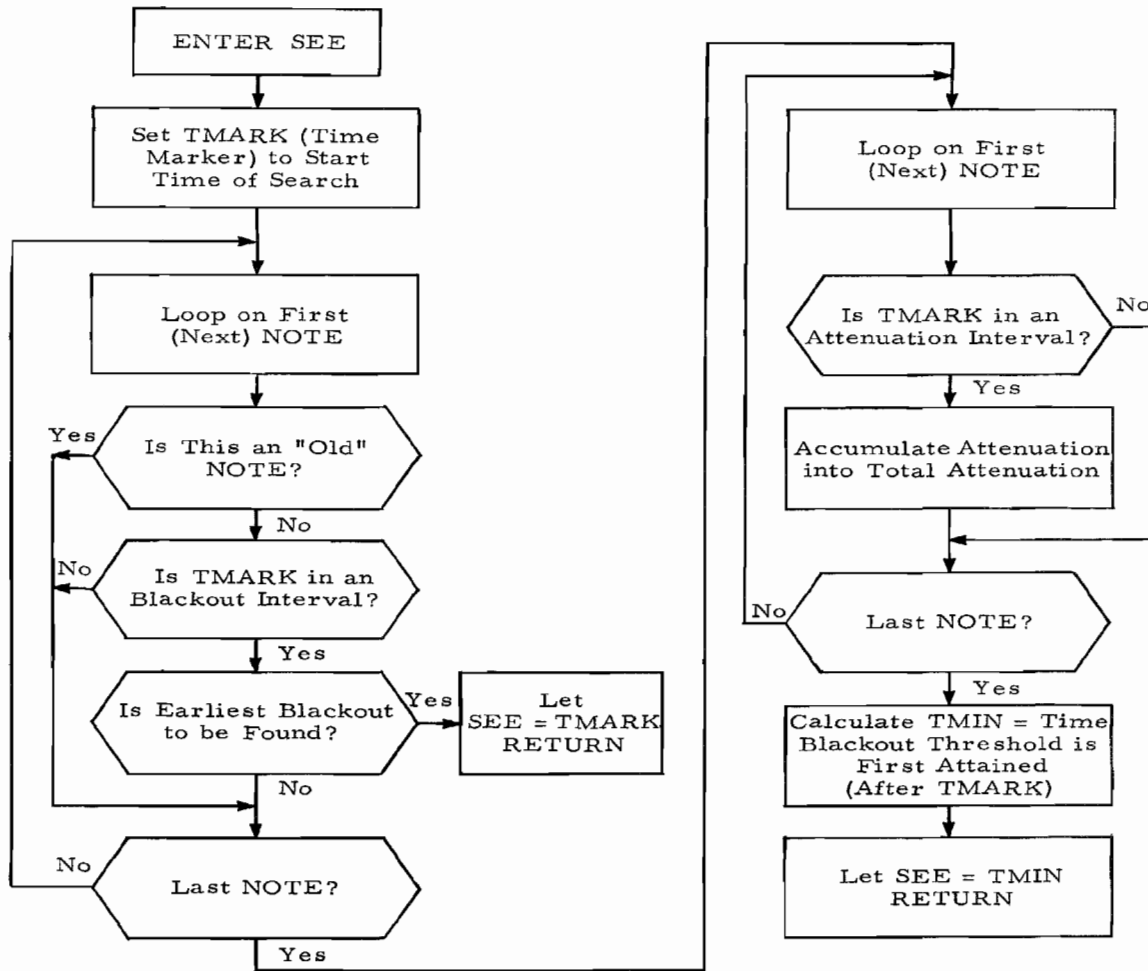 ENTER SEE
Set TMARK (Time
Marker) to Start
Time of Search
Loop on First
(Next) NOTE
Is This an "Old"
NOTE?
Yes
No
Is TMARK in an
Blackout Interval?
No
Yes
Is Earliest Blackout
to be Found?
Yes
Let
SEE = TMARK
RETURN
No
Last NOTE?
No
Yes
Loop on First
(Next) NOTE
Is TMARK in an
Attenuation Interval?
No
Yes
Accumulate Attenuation
into Total Attenuation
Last NOTE?
No
Yes
Calculate TMIN = Time
Blackout Threshold is
First Attained
(After TMARK)
Let SEE = TMIN
RETURN